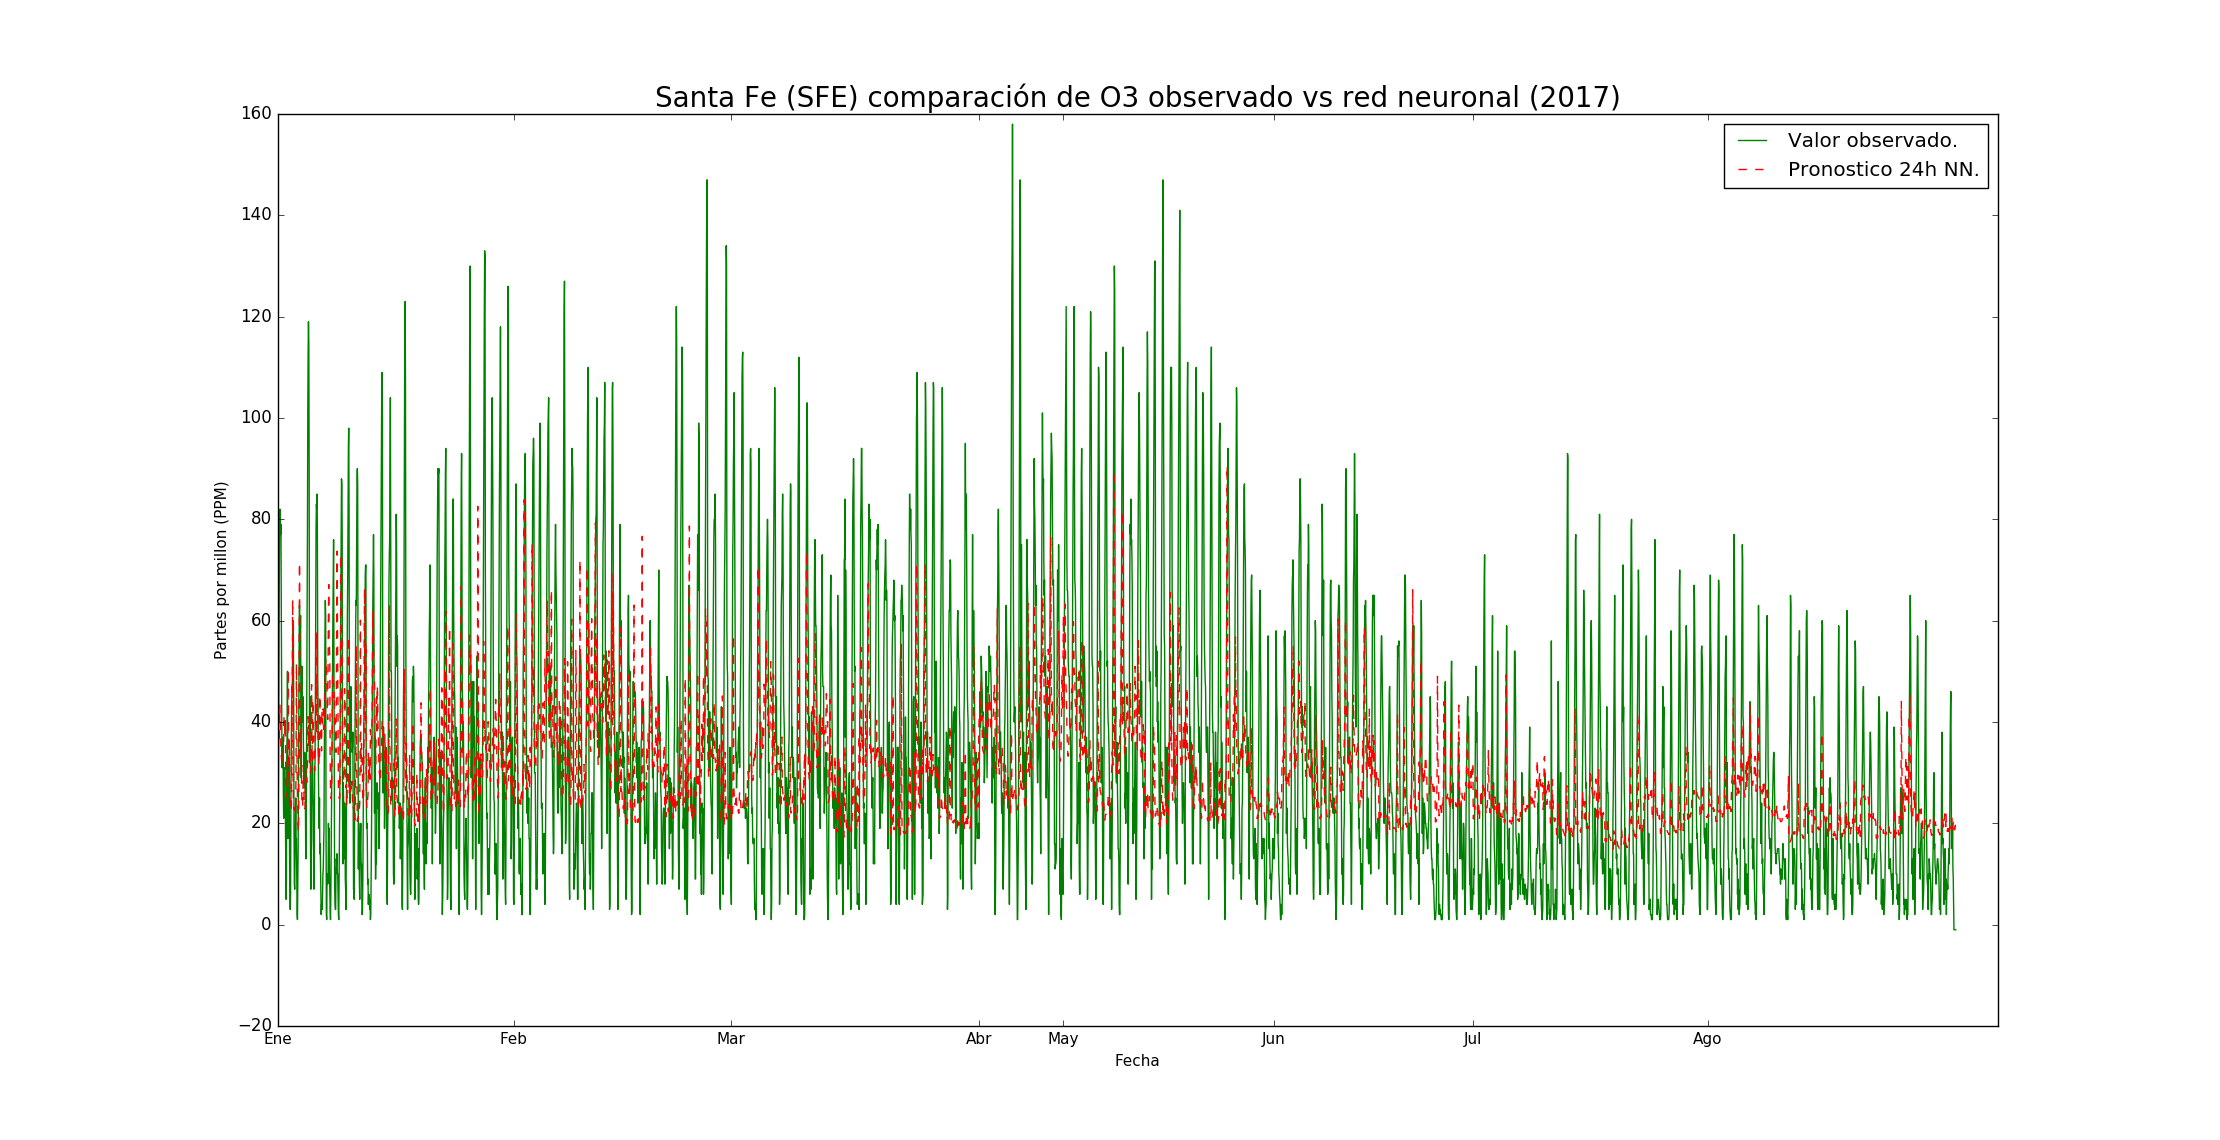 Santa Fe (SFE) comparación de O3 observado vs red neuronal (2017)
Valor observado.
Pronostico 24h NN.
160
140
120
100
80
60
40
20
0
−20
Partes por millon (PPM)
Ene Feb Mar Abr May Jun Jul Ago
Fecha